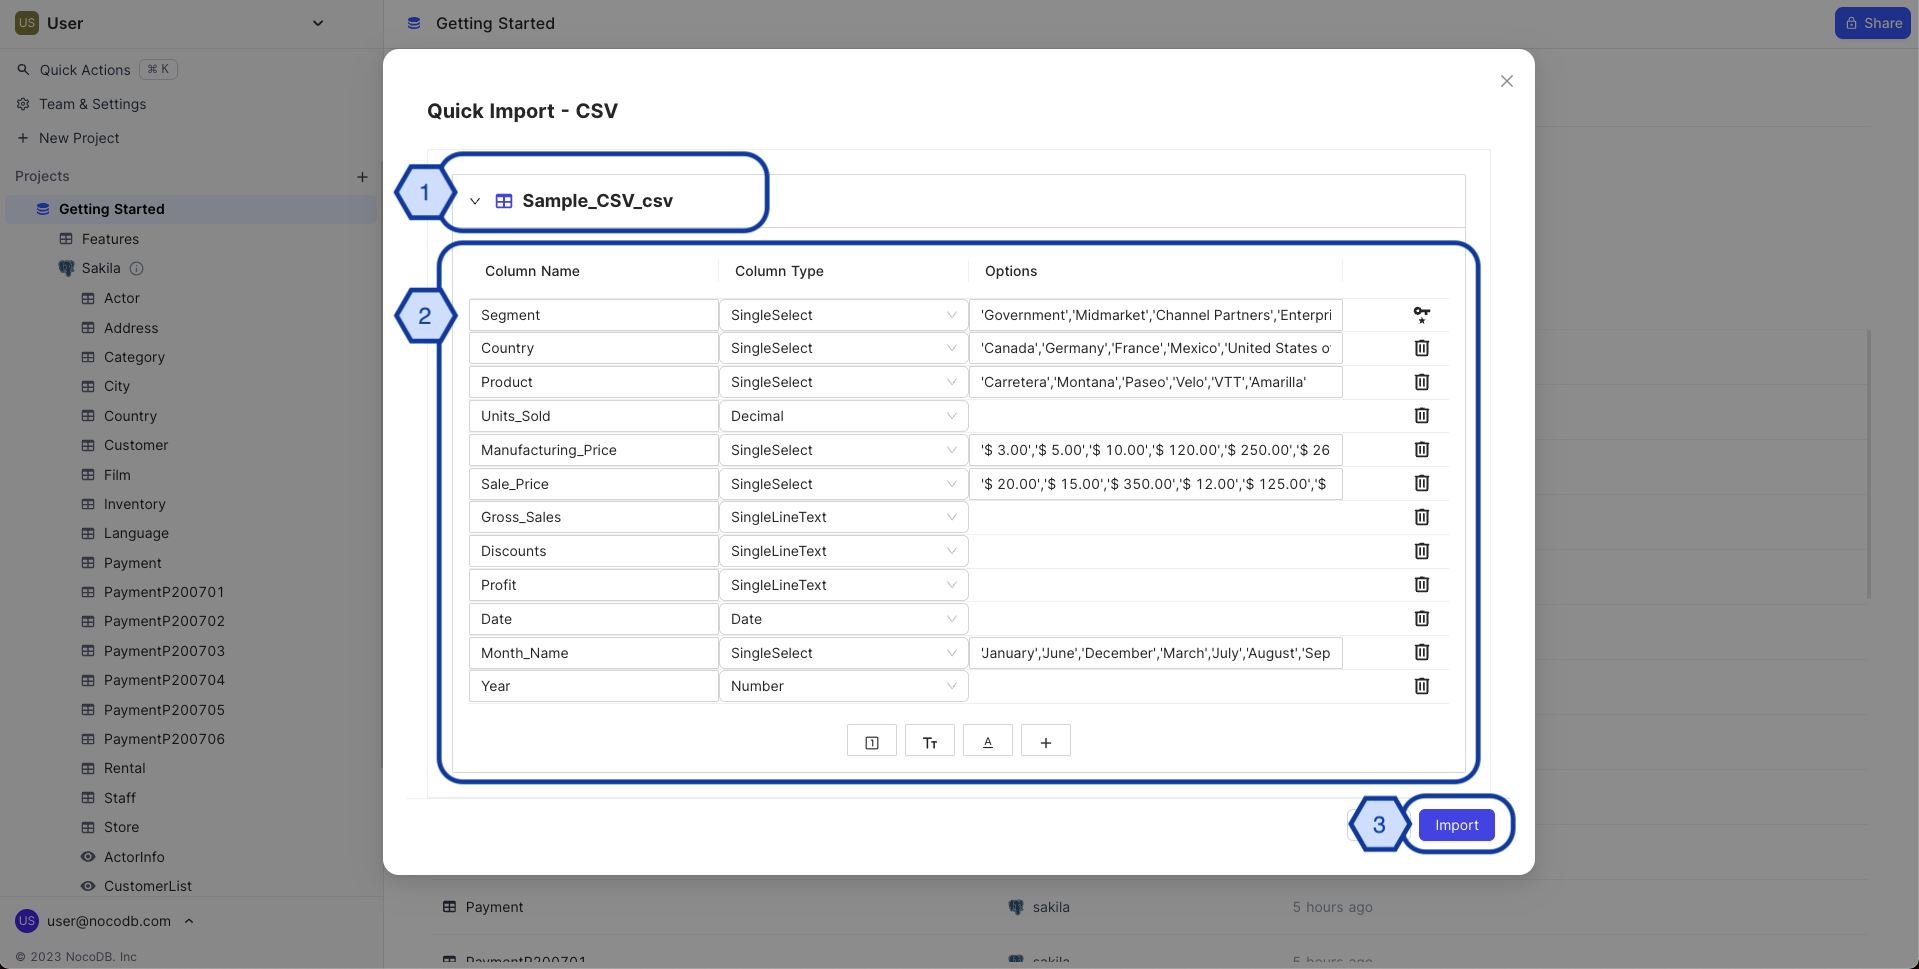 US User
Quick Actions ⌘ K
Team & Settings
+ New Project
Projects +
Getting Started
Features
Sakila
Actor
Address
Category
City
Country
Customer
Film
Inventory
Language
Payment
PaymentP200701
PaymentP200702
PaymentP200703
PaymentP200704
PaymentP200705
PaymentP200706
Rental
Staff
Store
ActorInfo
CustomerList
US user@nocodb.com
© 2023 NocoDB. Inc
Getting Started
Share
Quick Import - CSV
1
Sample_CSV_csv
2
Column Name Column Type Options
Segment SingleSelect 'Government','Midmarket','Channel Partners','Enterpri
Country SingleSelect 'Canada','Germany','France','Mexico','United States o
Product SingleSelect 'Carretera','Montana','Paseo','Velo','VTT','Amarilla'
Units_Sold Decimal
Manufacturing_Price SingleSelect '$ 3.00','$ 5.00','$ 10.00','$ 120.00','$ 250.00','$ 26
Sale_Price SingleSelect '$ 20.00','$ 15.00','$ 350.00','$ 12.00','$ 125.00','$
Gross_Sales SingleLineText
Discounts SingleLineText
Profit SingleLineText
Date Date
Month_Name SingleSelect 'January','June','December','March','July','August','Sep
Year Number
1 Tt A +
3 Import
Payment sakila 5 hours ago
PaymentP200701 sakila 5 hours ago